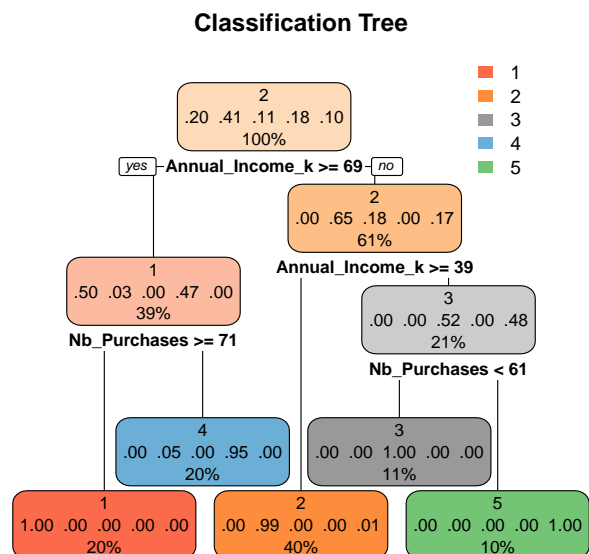 Classification Tree
1
2
3
4
5
2
.20 .41 .11 .18 .10
100%
yes Annual_Income_k >= 69 no
2
.00 .65 .18 .00 .17
61%
Annual_Income_k >= 39
1
.50 .03 .00 .47 .00
39%
Nb_Purchases >= 71
3
.00 .00 .52 .00 .48
21%
Nb_Purchases < 61
4
.00 .05 .00 .95 .00
20%
3
.00 .00 1.00 .00 .00
11%
1
1.00 .00 .00 .00 .00
20%
2
.00 .99 .00 .00 .01
40%
5
.00 .00 .00 .00 1.00
10%